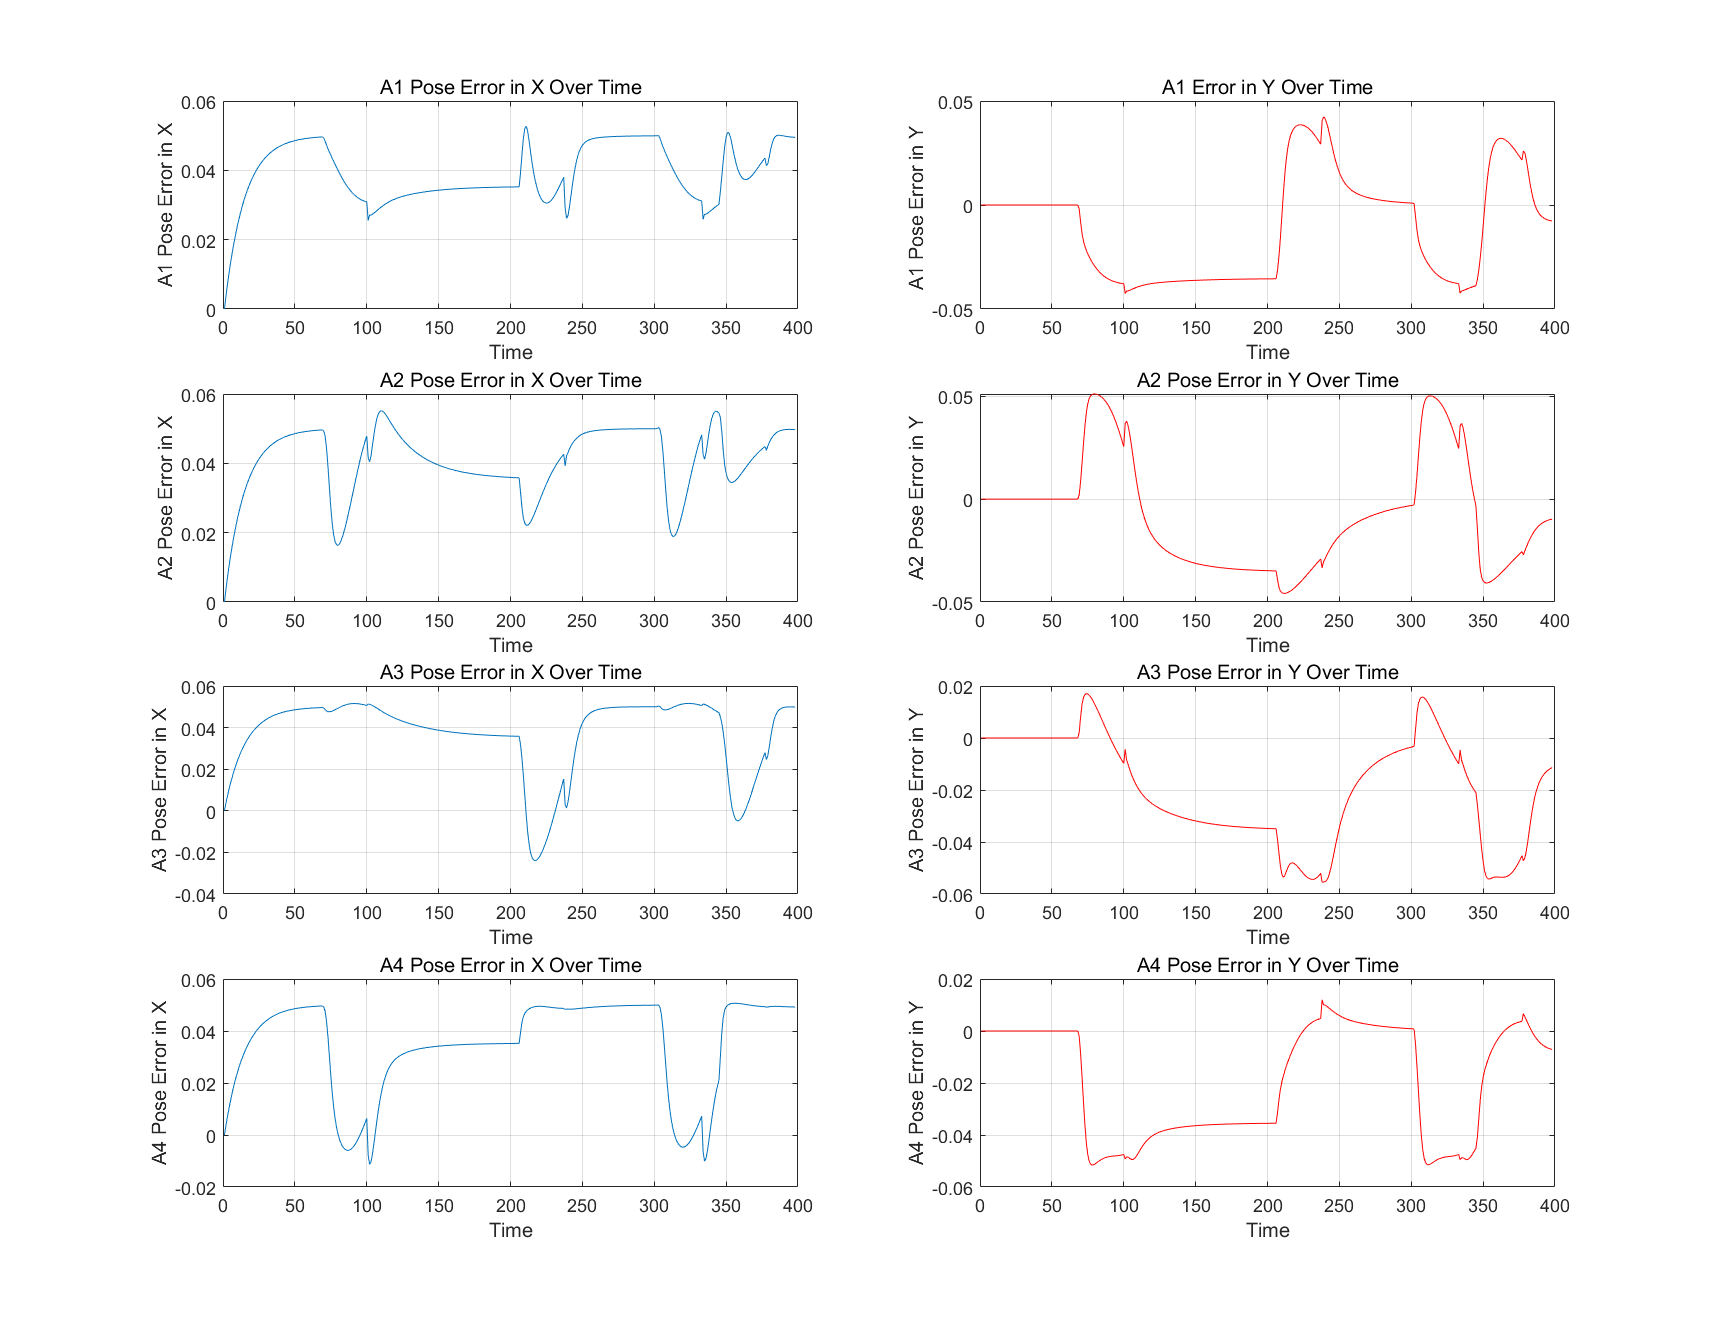 A1 Pose Error in X Over Time
A1 Pose Error in X
0.06
0.04
0.02
0
0 50 100 150 200 250 300 350 400
Time
A1 Error in Y Over Time
A1 Pose Error in Y
0.05
0
-0.05
0 50 100 150 200 250 300 350 400
Time
A2 Pose Error in X Over Time
A2 Pose Error in X
0.06
0.04
0.02
0
0 50 100 150 200 250 300 350 400
Time
A2 Pose Error in Y Over Time
A2 Pose Error in Y
0.05
0
-0.05
0 50 100 150 200 250 300 350 400
Time
A3 Pose Error in X Over Time
A3 Pose Error in X
0.06
0.04
0.02
0
-0.02
-0.04
0 50 100 150 200 250 300 350 400
Time
A3 Pose Error in Y Over Time
A3 Pose Error in Y
0.02
0
-0.02
-0.04
-0.06
0 50 100 150 200 250 300 350 400
Time
A4 Pose Error in X Over Time
A4 Pose Error in X
0.06
0.04
0.02
0
-0.02
0 50 100 150 200 250 300 350 400
Time
A4 Pose Error in Y Over Time
A4 Pose Error in Y
0.02
0
-0.02
-0.04
-0.06
0 50 100 150 200 250 300 350 400
Time